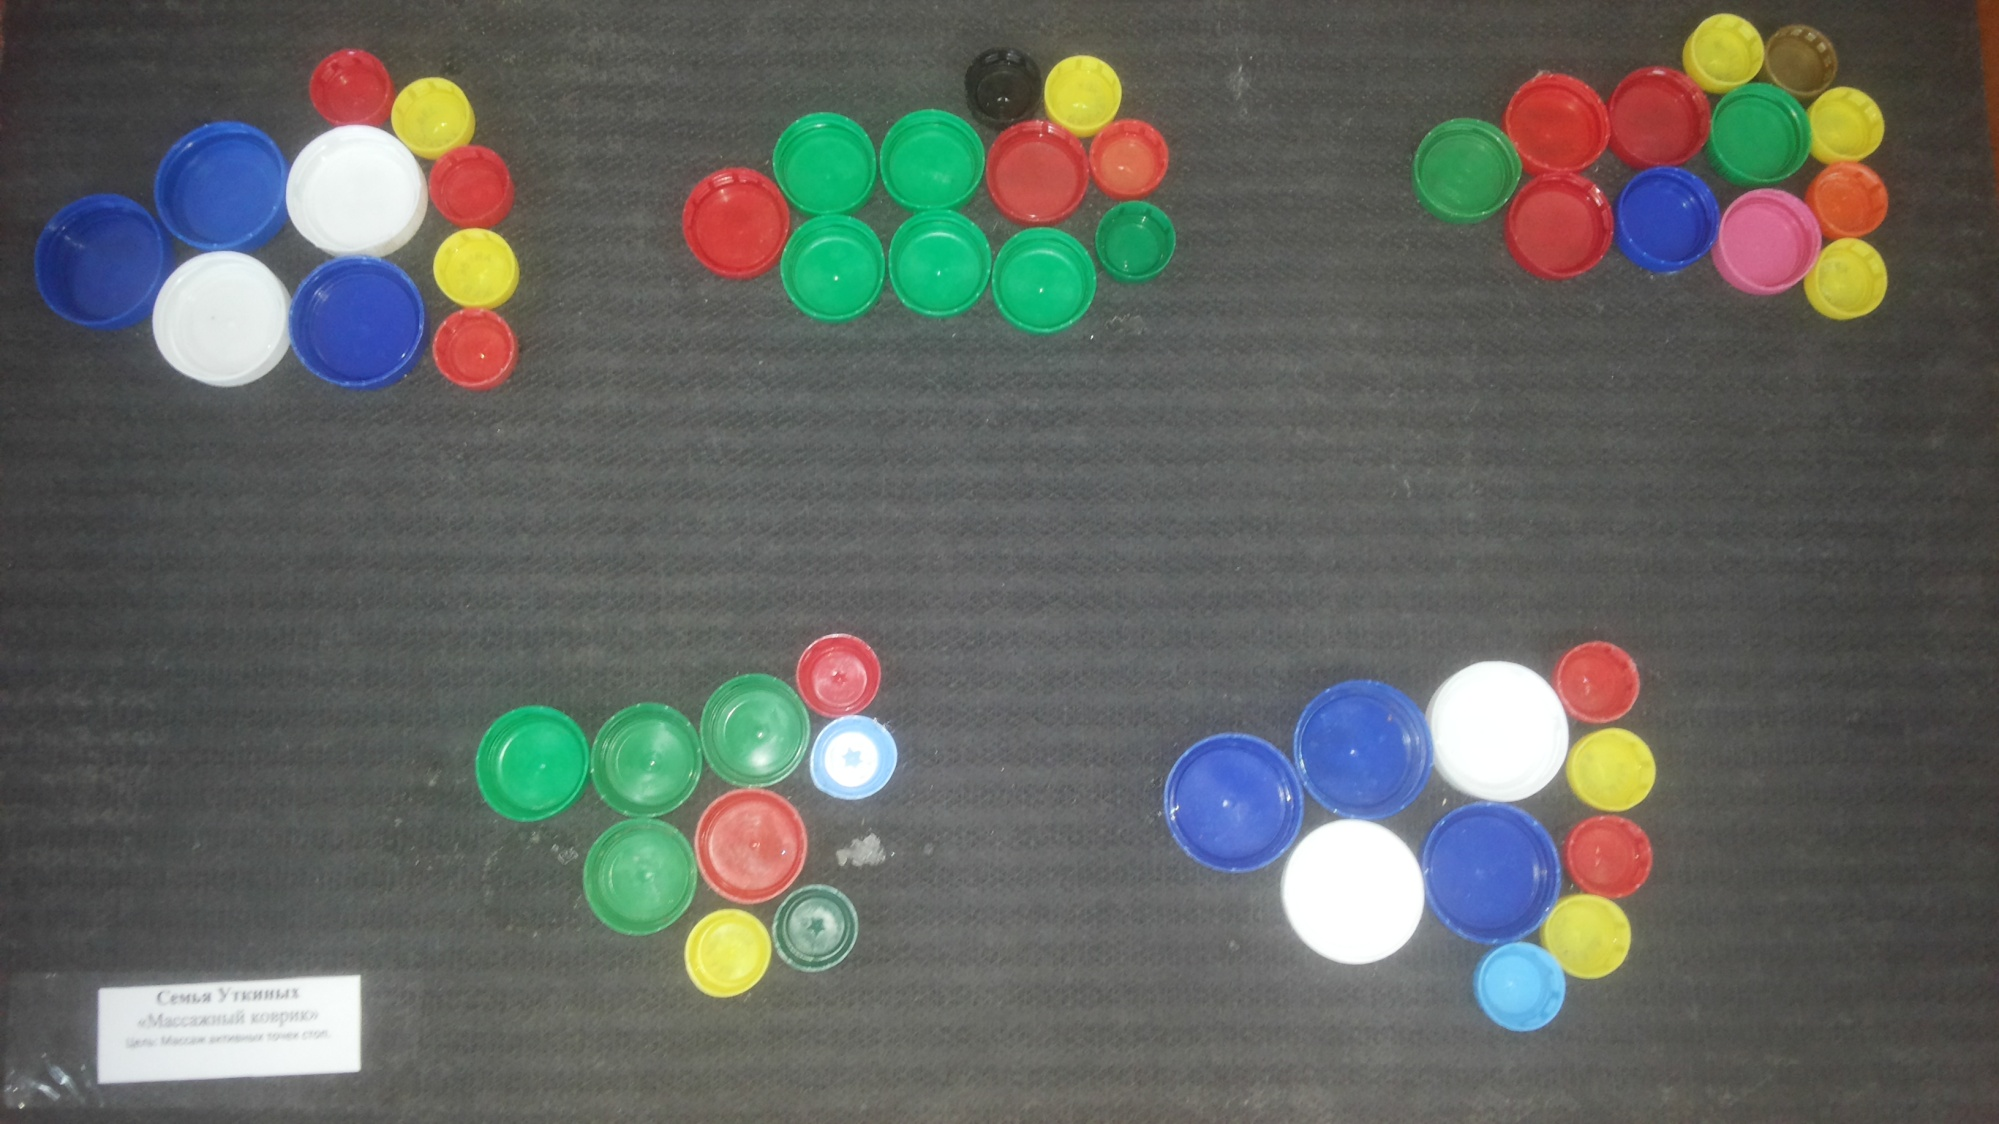 Семья Уткиных
«Массажный коврик»
Цель: Массаж активных точек стоп.